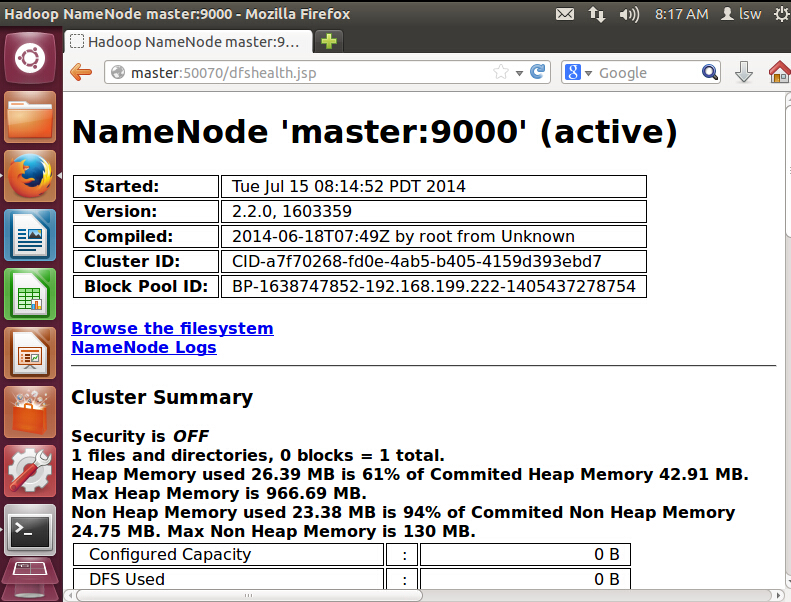 Hadoop NameNode master:9000 - Mozilla Firefox 8:17 AM lsw
Hadoop NameNode master:9...
master:50070/dfshealth.jsp Google
NameNode 'master:9000' (active)
Started: Tue Jul 15 08:14:52 PDT 2014
Version: 2.2.0, 1603359
Compiled: 2014-06-18T07:49Z by root from Unknown
Cluster ID: CID-a7f70268-fd0e-4ab5-b405-4159d393ebd7
Block Pool ID: BP-1638747852-192.168.199.222-1405437278754
Browse the filesystem
NameNode Logs
Cluster Summary
Security is OFF
1 files and directories, 0 blocks = 1 total.
Heap Memory used 26.39 MB is 61% of Commited Heap Memory 42.91 MB.
Max Heap Memory is 966.69 MB.
Non Heap Memory used 23.38 MB is 94% of Commited Non Heap Memory
24.75 MB. Max Non Heap Memory is 130 MB.
Configured Capacity : 0 B
DFS Used : 0 B